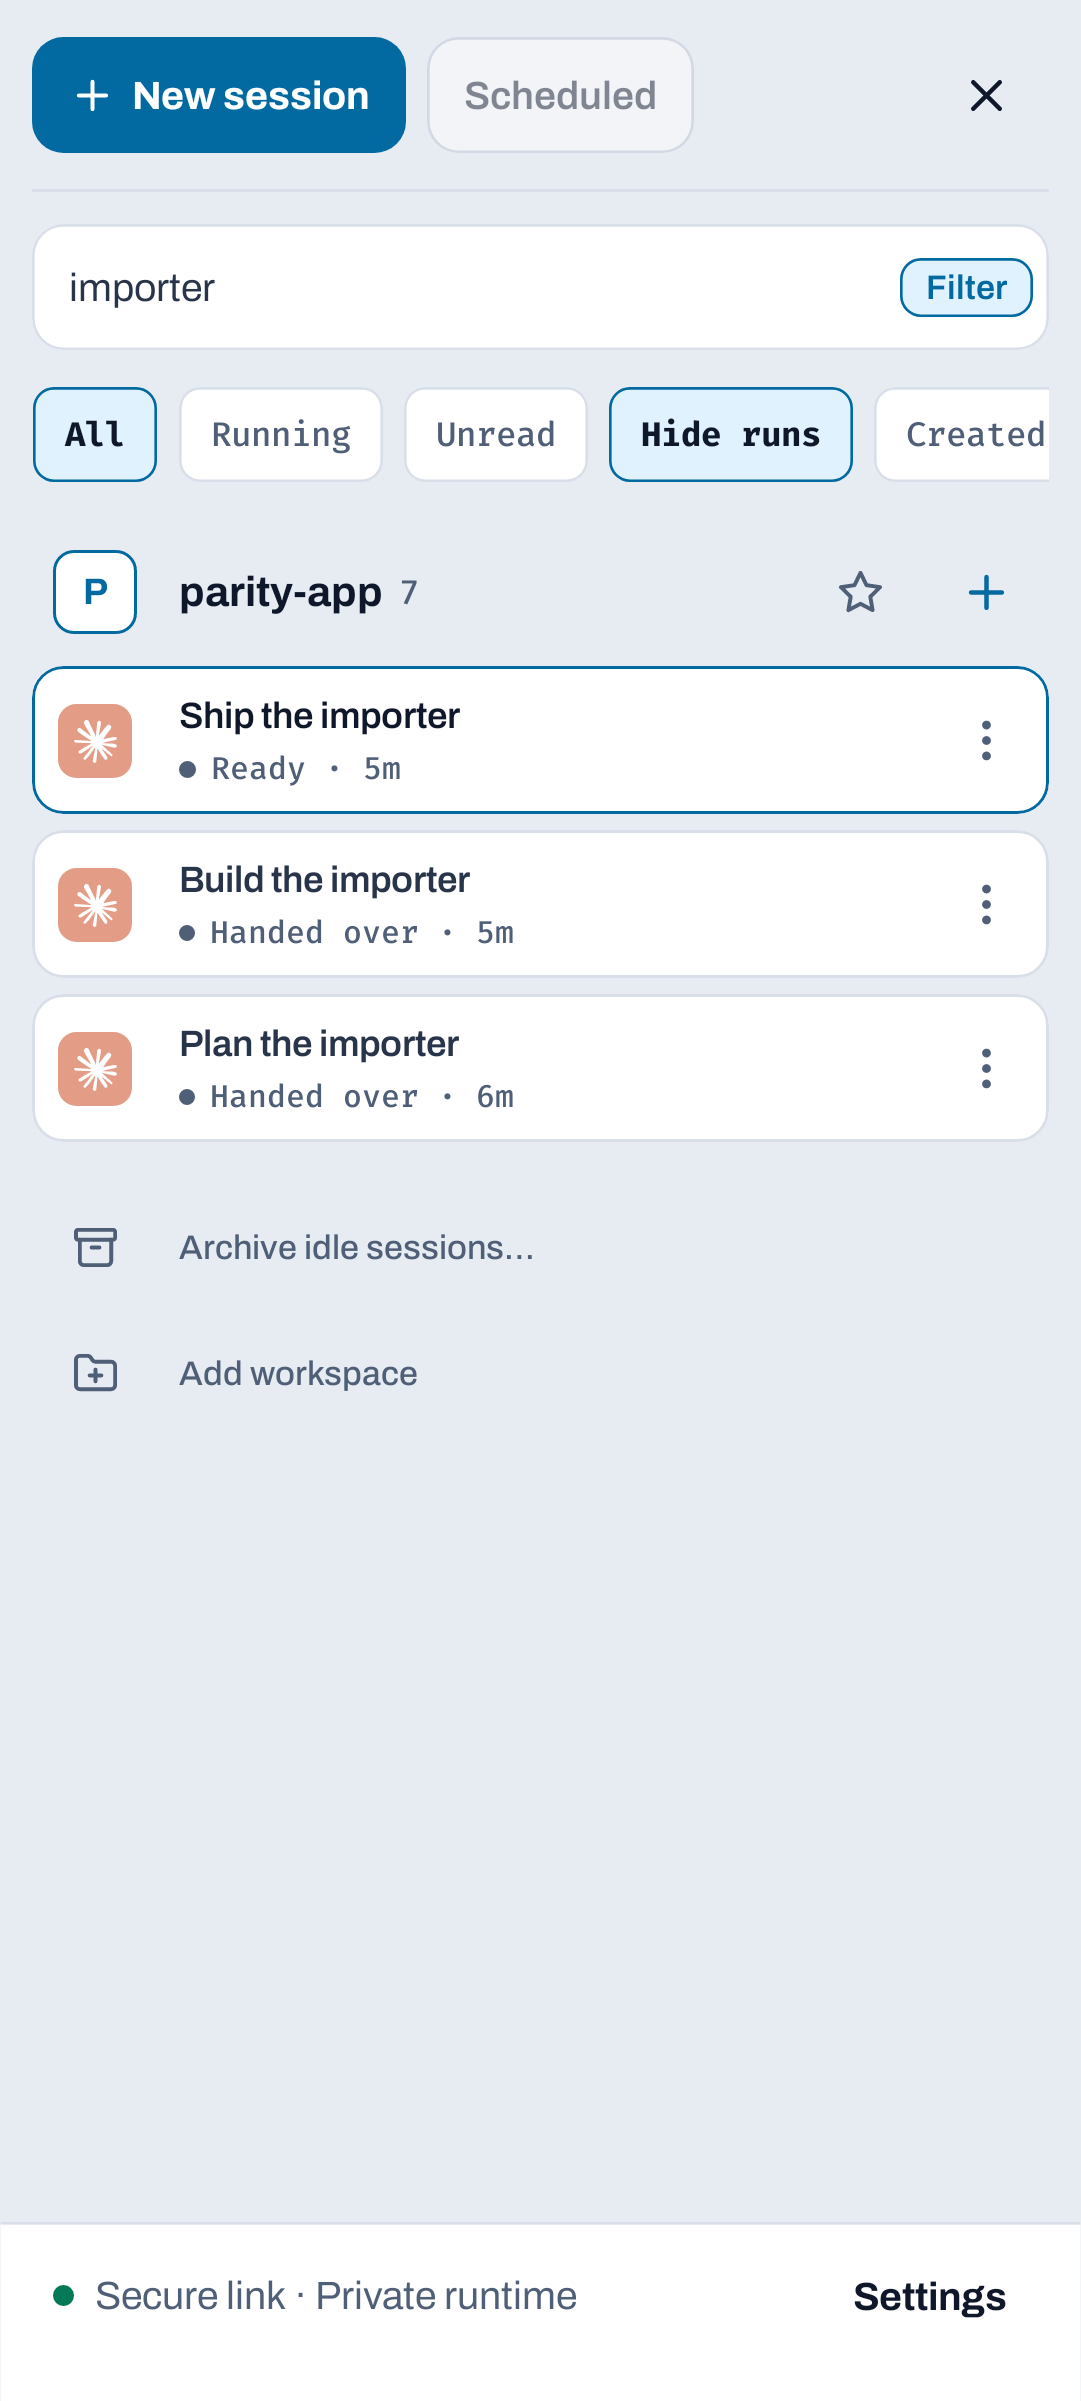 New session
Scheduled
importer
Filter
All
Running
Unread
Hide runs
Created
P
parity-app 7
Ship the importer
Ready · 5m
Build the importer
Handed over · 5m
Plan the importer
Handed over · 6m
Archive idle sessions...
Add workspace
Secure link · Private runtime
Settings